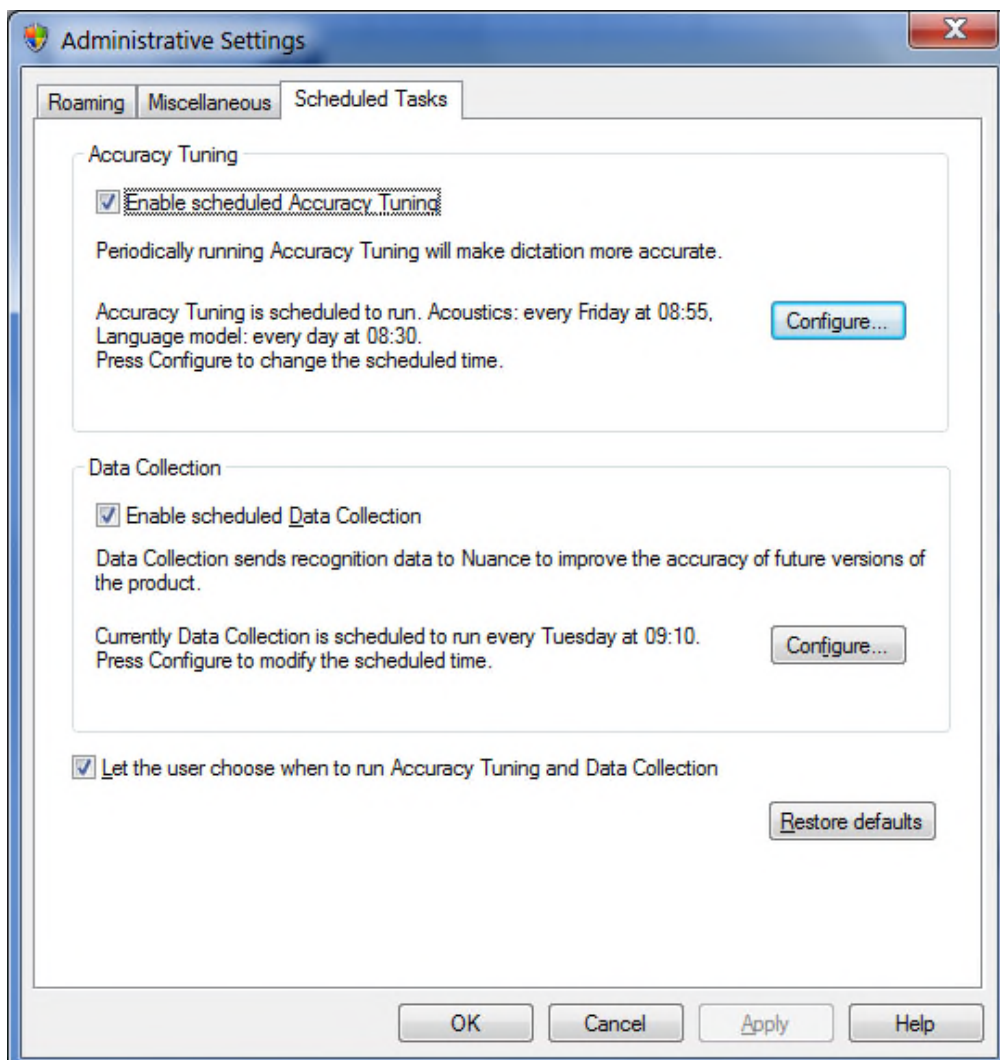 Administrative Settings
Roaming Miscellaneous Scheduled Tasks
Accuracy Tuning
Enable scheduled Accuracy Tuning
Periodically running Accuracy Tuning will make dictation more accurate.
Accuracy Tuning is scheduled to run. Acoustics: every Friday at 08:55,
Language model: every day at 08:30.
Press Configure to change the scheduled time.
Configure...
Data Collection
Enable scheduled Data Collection
Data Collection sends recognition data to Nuance to improve the accuracy of future versions of
the product.
Currently Data Collection is scheduled to run every Tuesday at 09:10.
Press Configure to modify the scheduled time.
Configure...
Let the user choose when to run Accuracy Tuning and Data Collection
Restore defaults
OK Cancel Apply Help